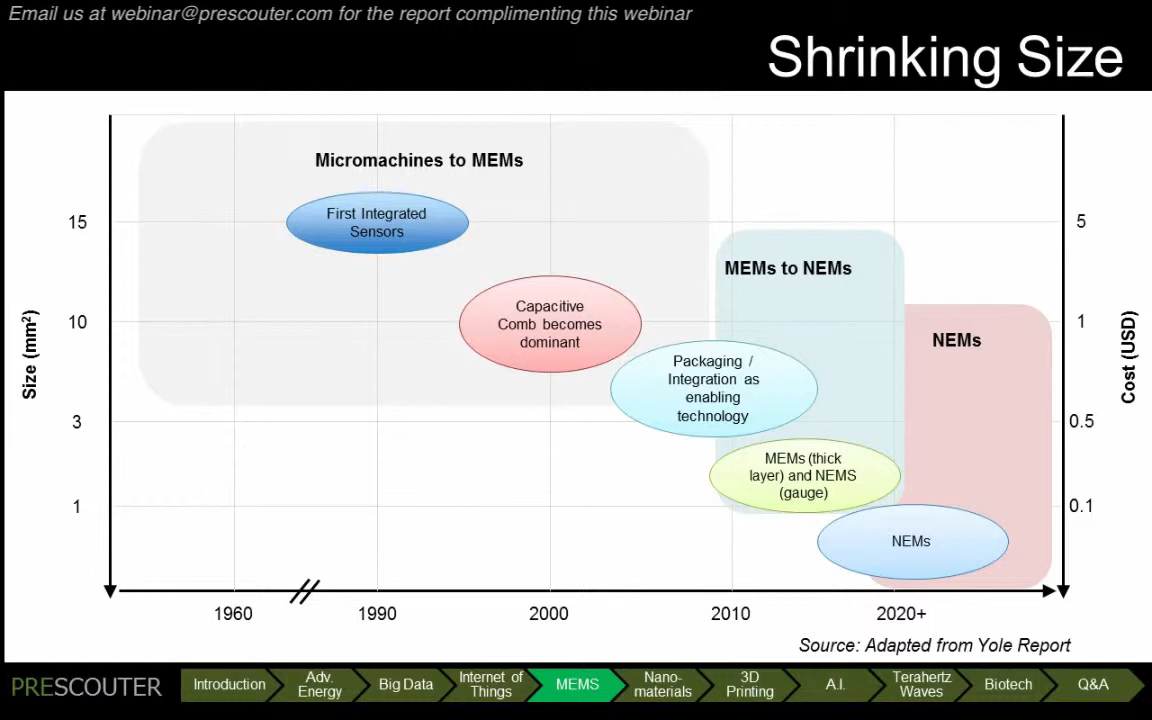 Email us at webinar@prescouter.com for the report complimenting this webinar
Shrinking Size
Micromachines to MEMs
First Integrated
Sensors
15
5
MEMs to NEMs
Capacitive
Comb becomes
dominant
10
1
NEMs
Size (mm²)
Cost (USD)
Packaging /
Integration as
enabling
technology
3
0.5
MEMs (thick
layer) and NEMS
(gauge)
1
0.1
NEMs
1960
1990
2000
2010
2020+
Source: Adapted from Yole Report
PRESCOUTER
Introduction
Adv.
Energy
Big Data
Internet of
Things
MEMS
Nano-
materials
3D
Printing
A.I.
Terahertz
Waves
Biotech
Q&A